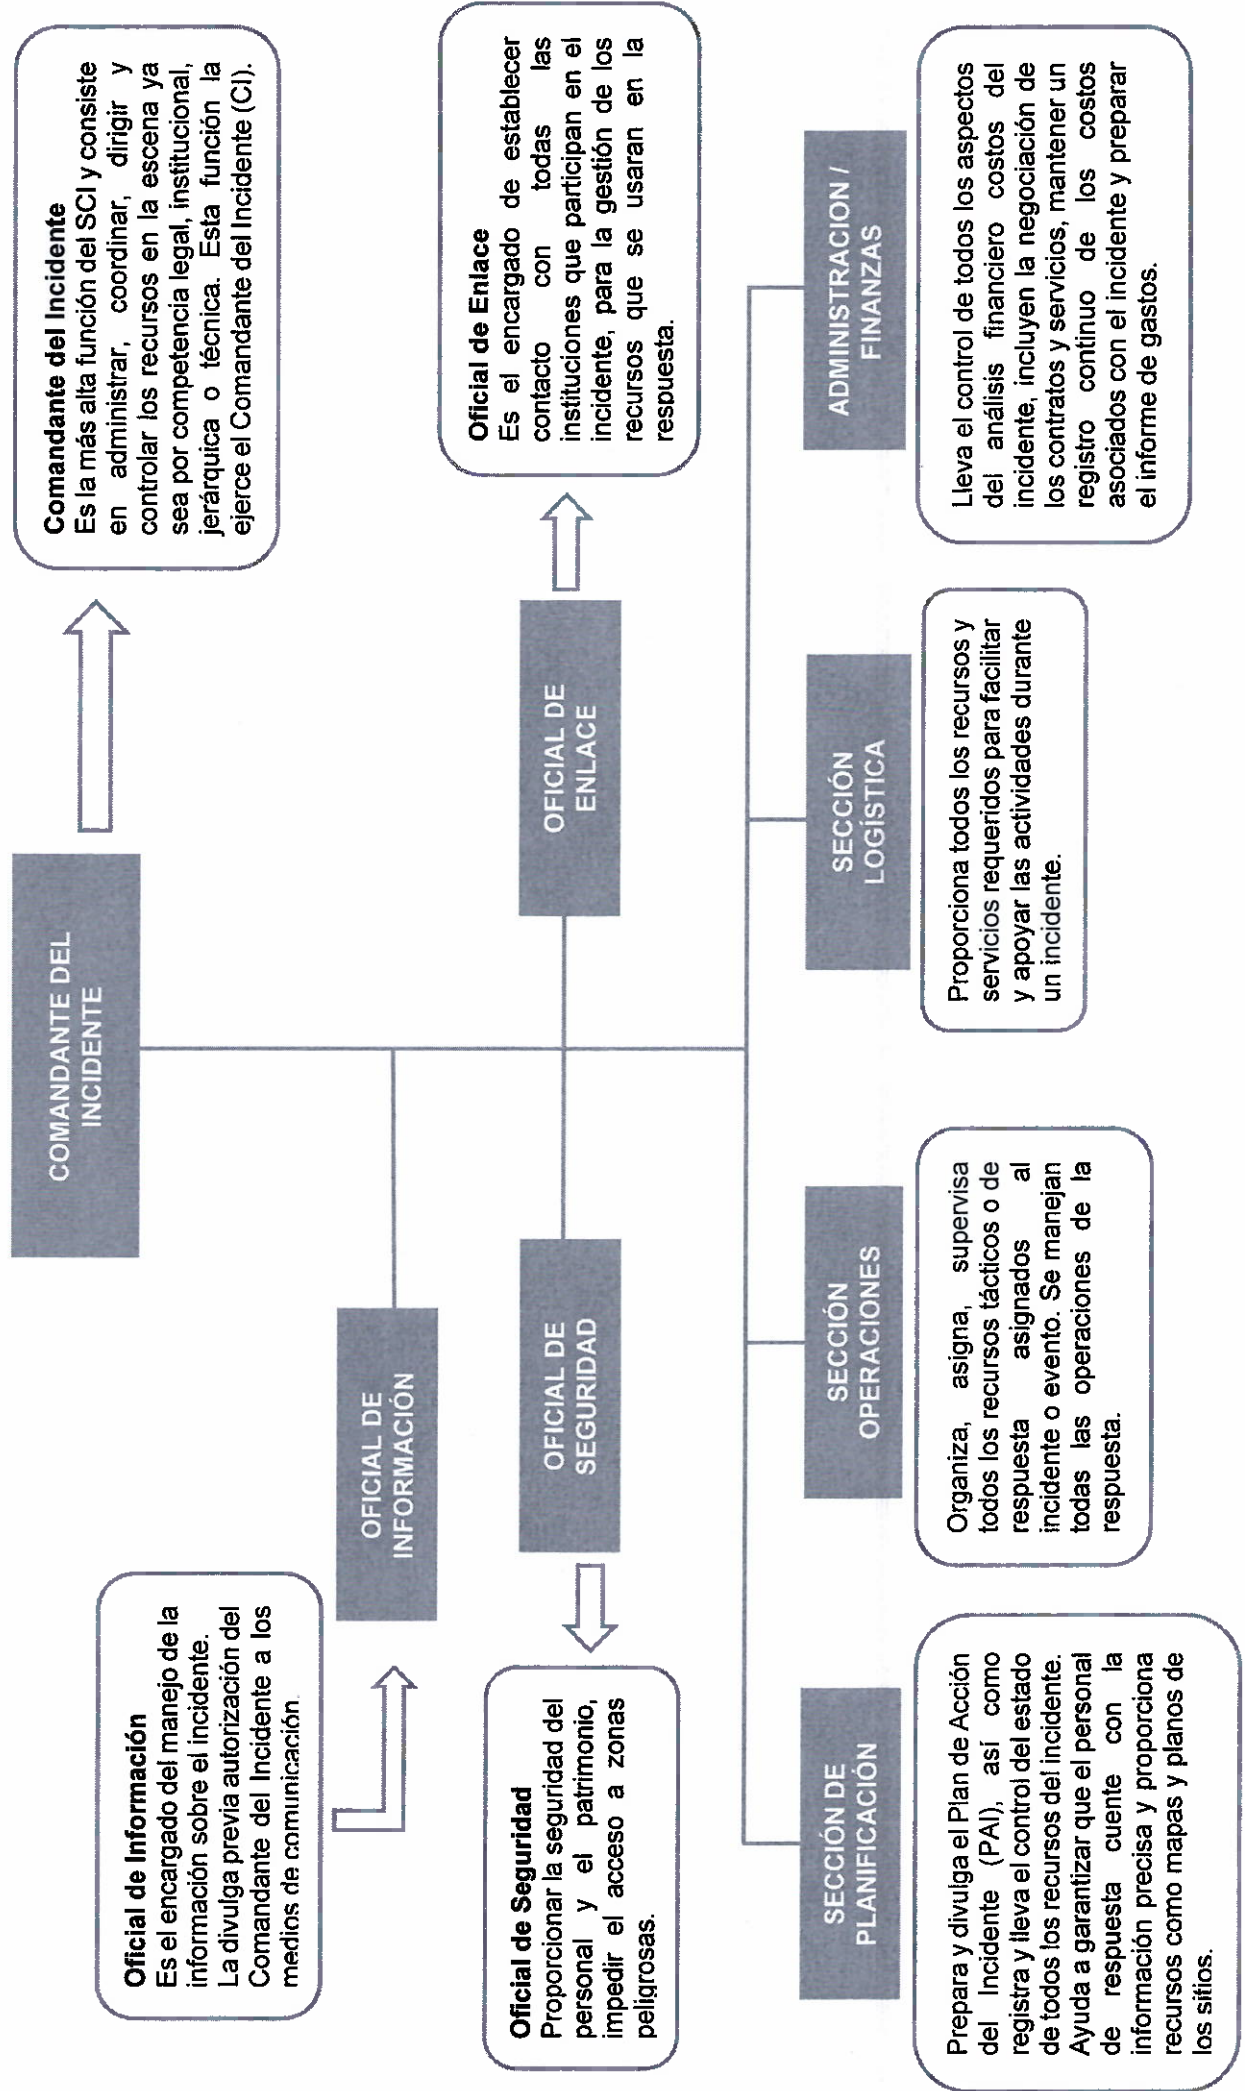 COMANDANTE DEL
INCIDENTE
Comandante del Incidente
Es la más alta función del SCI y consiste
en administrar, coordinar, dirigir y
controlar los recursos en la escena ya
sea por competencia legal, institucional,
jerárquica o técnica. Esta función la
ejerce el Comandante del Incidente (CI).
Oficial de Información
Es el encargado del manejo de la
información sobre el incidente.
La divulga previa autorización del
Comandante del Incidente a los
medios de comunicación.
OFICIAL DE
INFORMACIÓN
Oficial de Seguridad
Proporcionar la seguridad del
personal y el patrimonio,
impedir el acceso a zonas
peligrosas.
OFICIAL DE
SEGURIDAD
OFICIAL DE
ENLACE
Oficial de Enlace
Es el encargado de establecer
contacto con todas las
instituciones que participan en el
incidente, para la gestión de los
recursos que se usaran en la
respuesta.
SECCIÓN DE
PLANIFICACIÓN
Prepara y divulga el Plan de Acción
del Incidente (PAI), así como
registra y lleva el control del estado
de todos los recursos del incidente.
Ayuda a garantizar que el personal
de respuesta cuente con la
información precisa y proporciona
recursos como mapas y planos de
los sitios.
SECCIÓN
OPERACIONES
Organiza, asigna, supervisa
todos los recursos tácticos o de
respuesta asignados al
incidente o evento. Se manejan
todas las operaciones de la
respuesta.
SECCIÓN
LOGÍSTICA
Proporciona todos los recursos y
servicios requeridos para facilitar
y apoyar las actividades durante
un incidente.
ADMINISTRACION /
FINANZAS
Lleva el control de todos los aspectos
del análisis financiero costos del
incidente, incluyen la negociación de
los contratos y servicios, mantener un
registro continuo de los costos
asociados con el incidente y preparar
el informe de gastos.